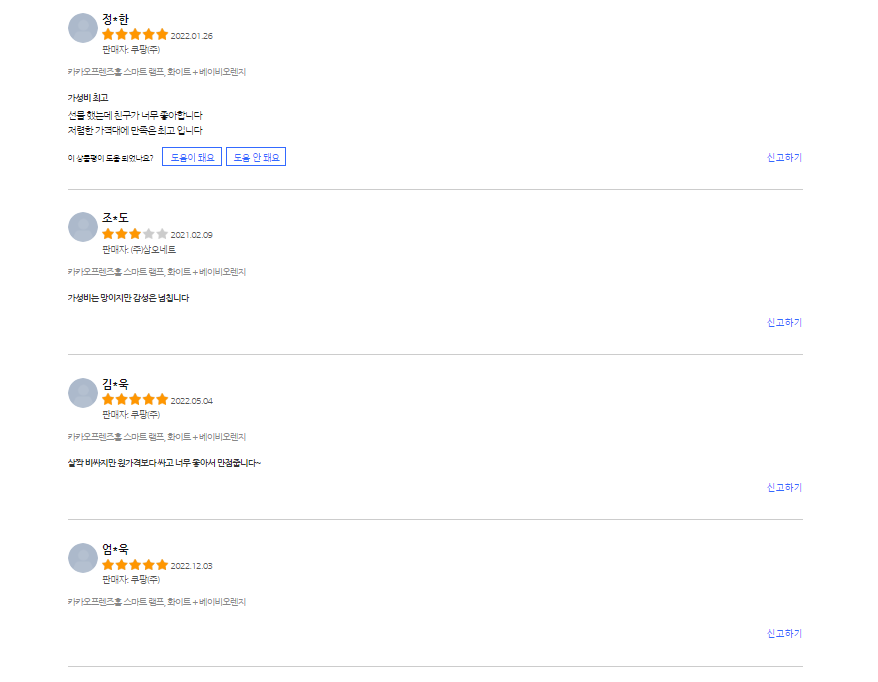 정*한
2022.01.26
판매자: 쿠팡(주)
카카오프렌즈홈 스마트 램프, 화이트 + 베이비오렌지
가성비 최고
선물 했는데 친구가 너무 좋아합니다
저렴한 가격대에 만족은 최고 입니다
이 상품평이 도움 되었나요? 도움이 돼요 도움 안 돼요 신고하기
조*도
2021.02.09
판매자: (주)삼오네트
카카오프렌즈홈 스마트 램프, 화이트 + 베이비오렌지
가성비는 망이지만 감성은 넘칩니다
신고하기
김*욱
2022.05.04
판매자: 쿠팡(주)
카카오프렌즈홈 스마트 램프, 화이트 + 베이비오렌지
살짝 비싸지만 원가격보다 싸고 너무 좋아서 만점줍니다~
신고하기
엄*욱
2022.12.03
판매자: 쿠팡(주)
카카오프렌즈홈 스마트 램프, 화이트 + 베이비오렌지
신고하기